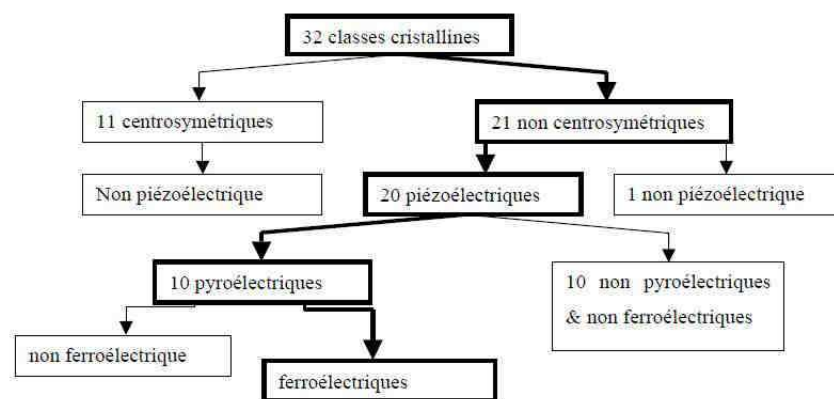 32 classes cristallines
11 centrosymétriques
21 non centrosymétriques
Non piézoélectrique
20 piézoélectriques
1 non piézoélectrique
10 pyroélectriques
10 non pyroélectriques
& non ferroélectriques
non ferroélectrique
ferroélectriques